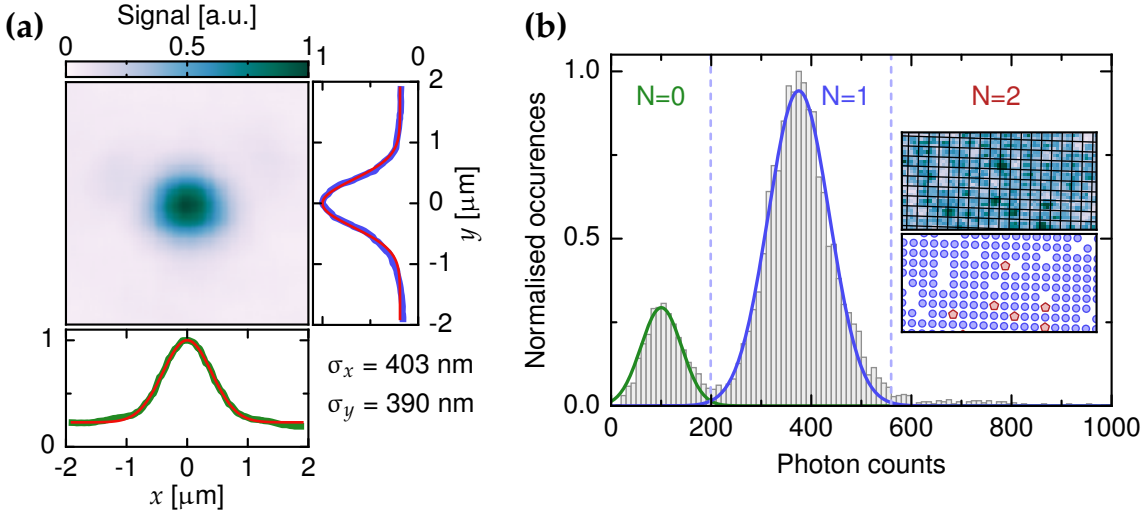 (a)
Signal [a.u.]
0 0.5 1
1 0
2
1
0
-1
-2
y [μm]
1
0
-2 -1 0 1 2
x [μm]
σx = 403 nm
σy = 390 nm
(b)
Normalised occurrences
1.0
0.5
0.0
N=0 N=1 N=2
0 200 400 600 800 1000
Photon counts